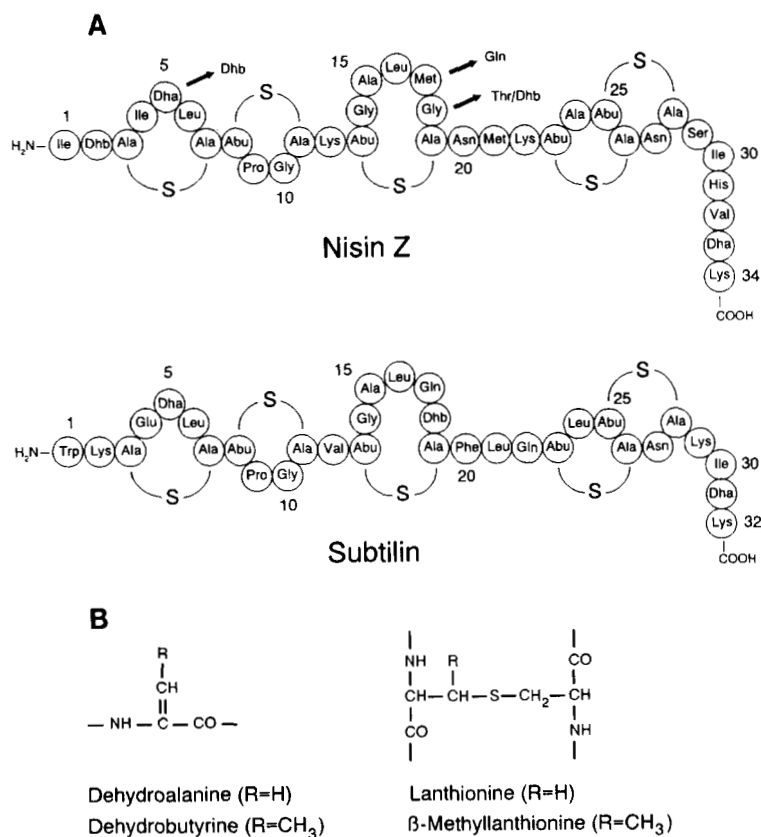 A
5
Dhb
15
Gln
Thr/Dhb
25
S
S
1
H₂N– Ile Dhb Ala Ile Dha Leu Ala Abu Pro Gly Ala Lys Abu Gly Ala Leu Met Gly Ala Asn Met Lys Abu Ala Abu Ala Asn Ala Ser Ile His Val Dha Lys
S
10
S
20
S
30
34
COOH
Nisin Z
5
15
25
S
S
1
H₂N– Trp Lys Ala Glu Dha Leu Ala Abu Pro Gly Ala Val Abu Gly Ala Leu Gln Dhb Ala Phe Leu Gln Abu Leu Abu Ala Asn Ala Lys Ile Dha Lys
S
10
S
20
S
30
32
COOH
Subtilin
B
R
CH
— NH — C — CO —
Dehydroalanine (R=H)
Dehydrobutyrine (R=CH₃)
NH R CO
CH — CH — S — CH₂ — CH
CO NH
Lanthionine (R=H)
ß-Methyllanthionine (R=CH₃)